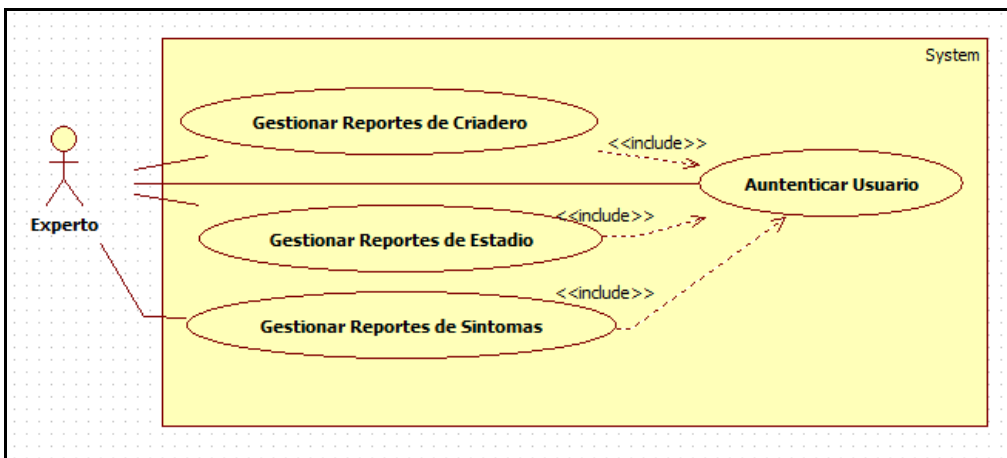 System
Gestionar Reportes de Criadero
<<include>>
Auntenticar Usuario
Experto
<<include>>
Gestionar Reportes de Estadio
<<include>>
Gestionar Reportes de Sintomas